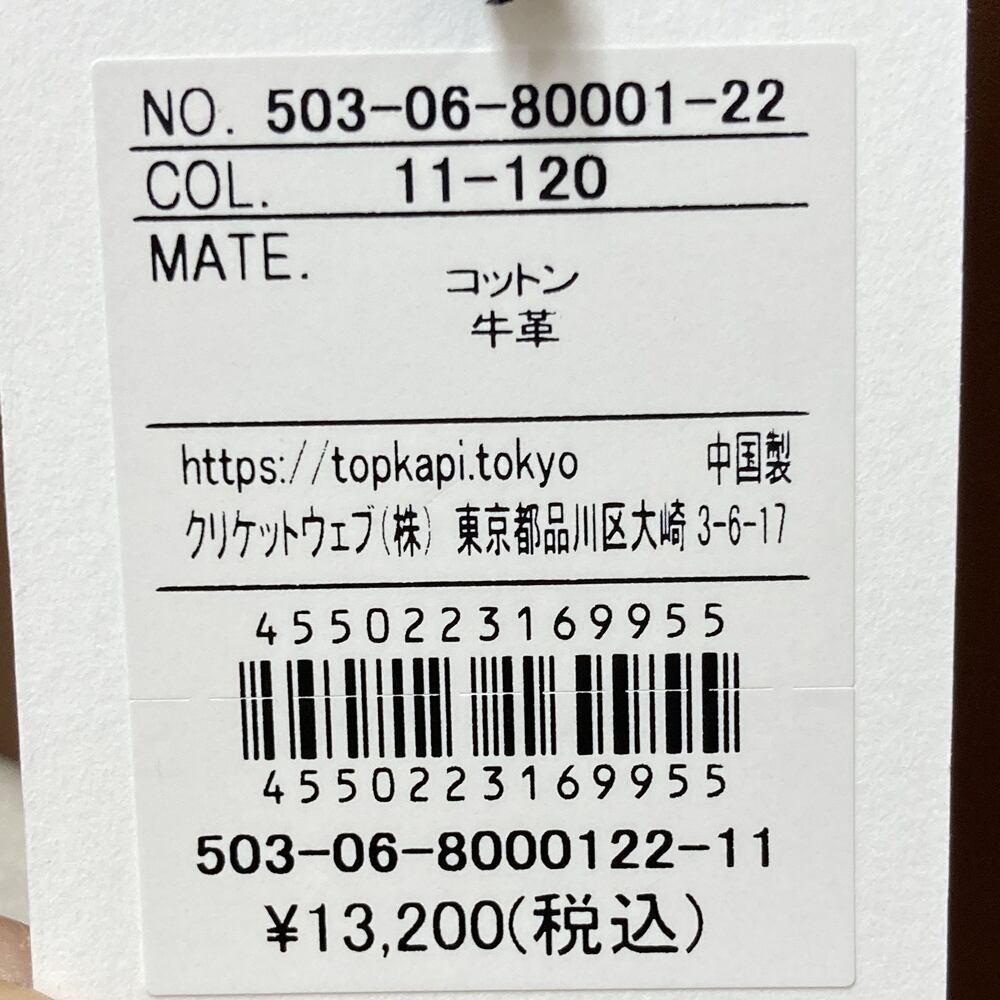 NO. 503-06-80001-22
COL. 11-120
MATE. コットン
牛革
https://topkapi.tokyo 中国製
クリケットウェブ(株) 東京都品川区大崎 3-6-17
4550223169955
4550223169955
503-06-8000122-11
¥13,200(税込)